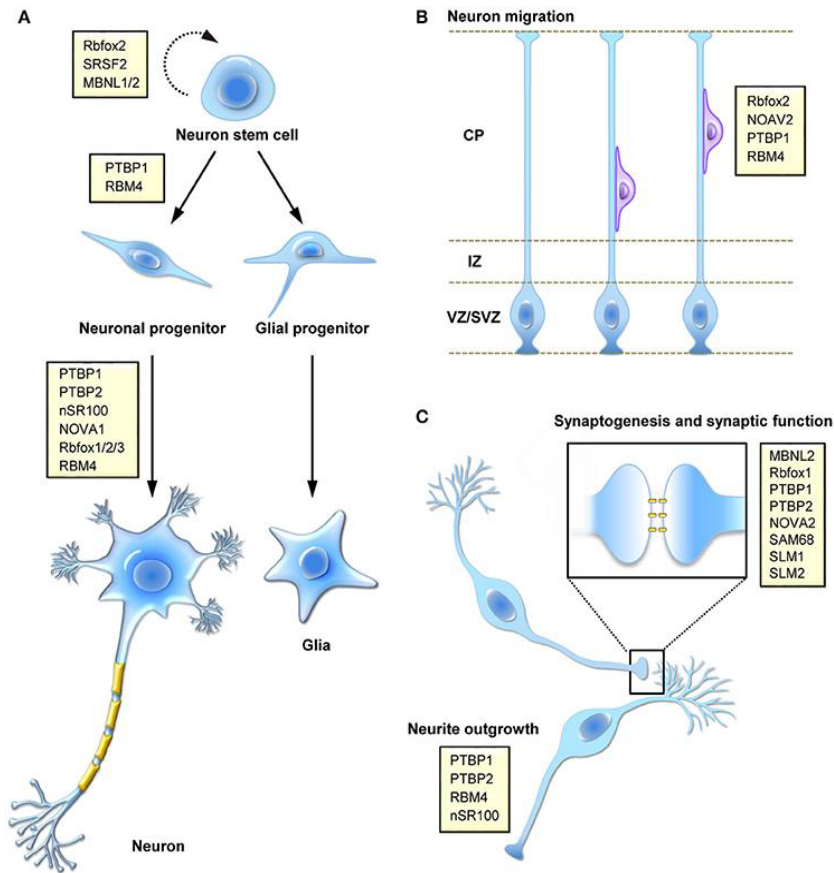 A
Rbfox2
SRSF2
MBNL1/2
Neuron stem cell
PTBP1
RBM4
Neuronal progenitor
Glial progenitor
PTBP1
PTBP2
nSR100
NOVA1
Rbfox1/2/3
RBM4
Glia
Neuron
B
Neuron migration
CP
Rbfox2
NOAV2
PTBP1
RBM4
IZ
VZ/SVZ
C
Synaptogenesis and synaptic function
MBNL2
Rbfox1
PTBP1
PTBP2
NOVA2
SAM68
SLM1
SLM2
Neurite outgrowth
PTBP1
PTBP2
RBM4
nSR100